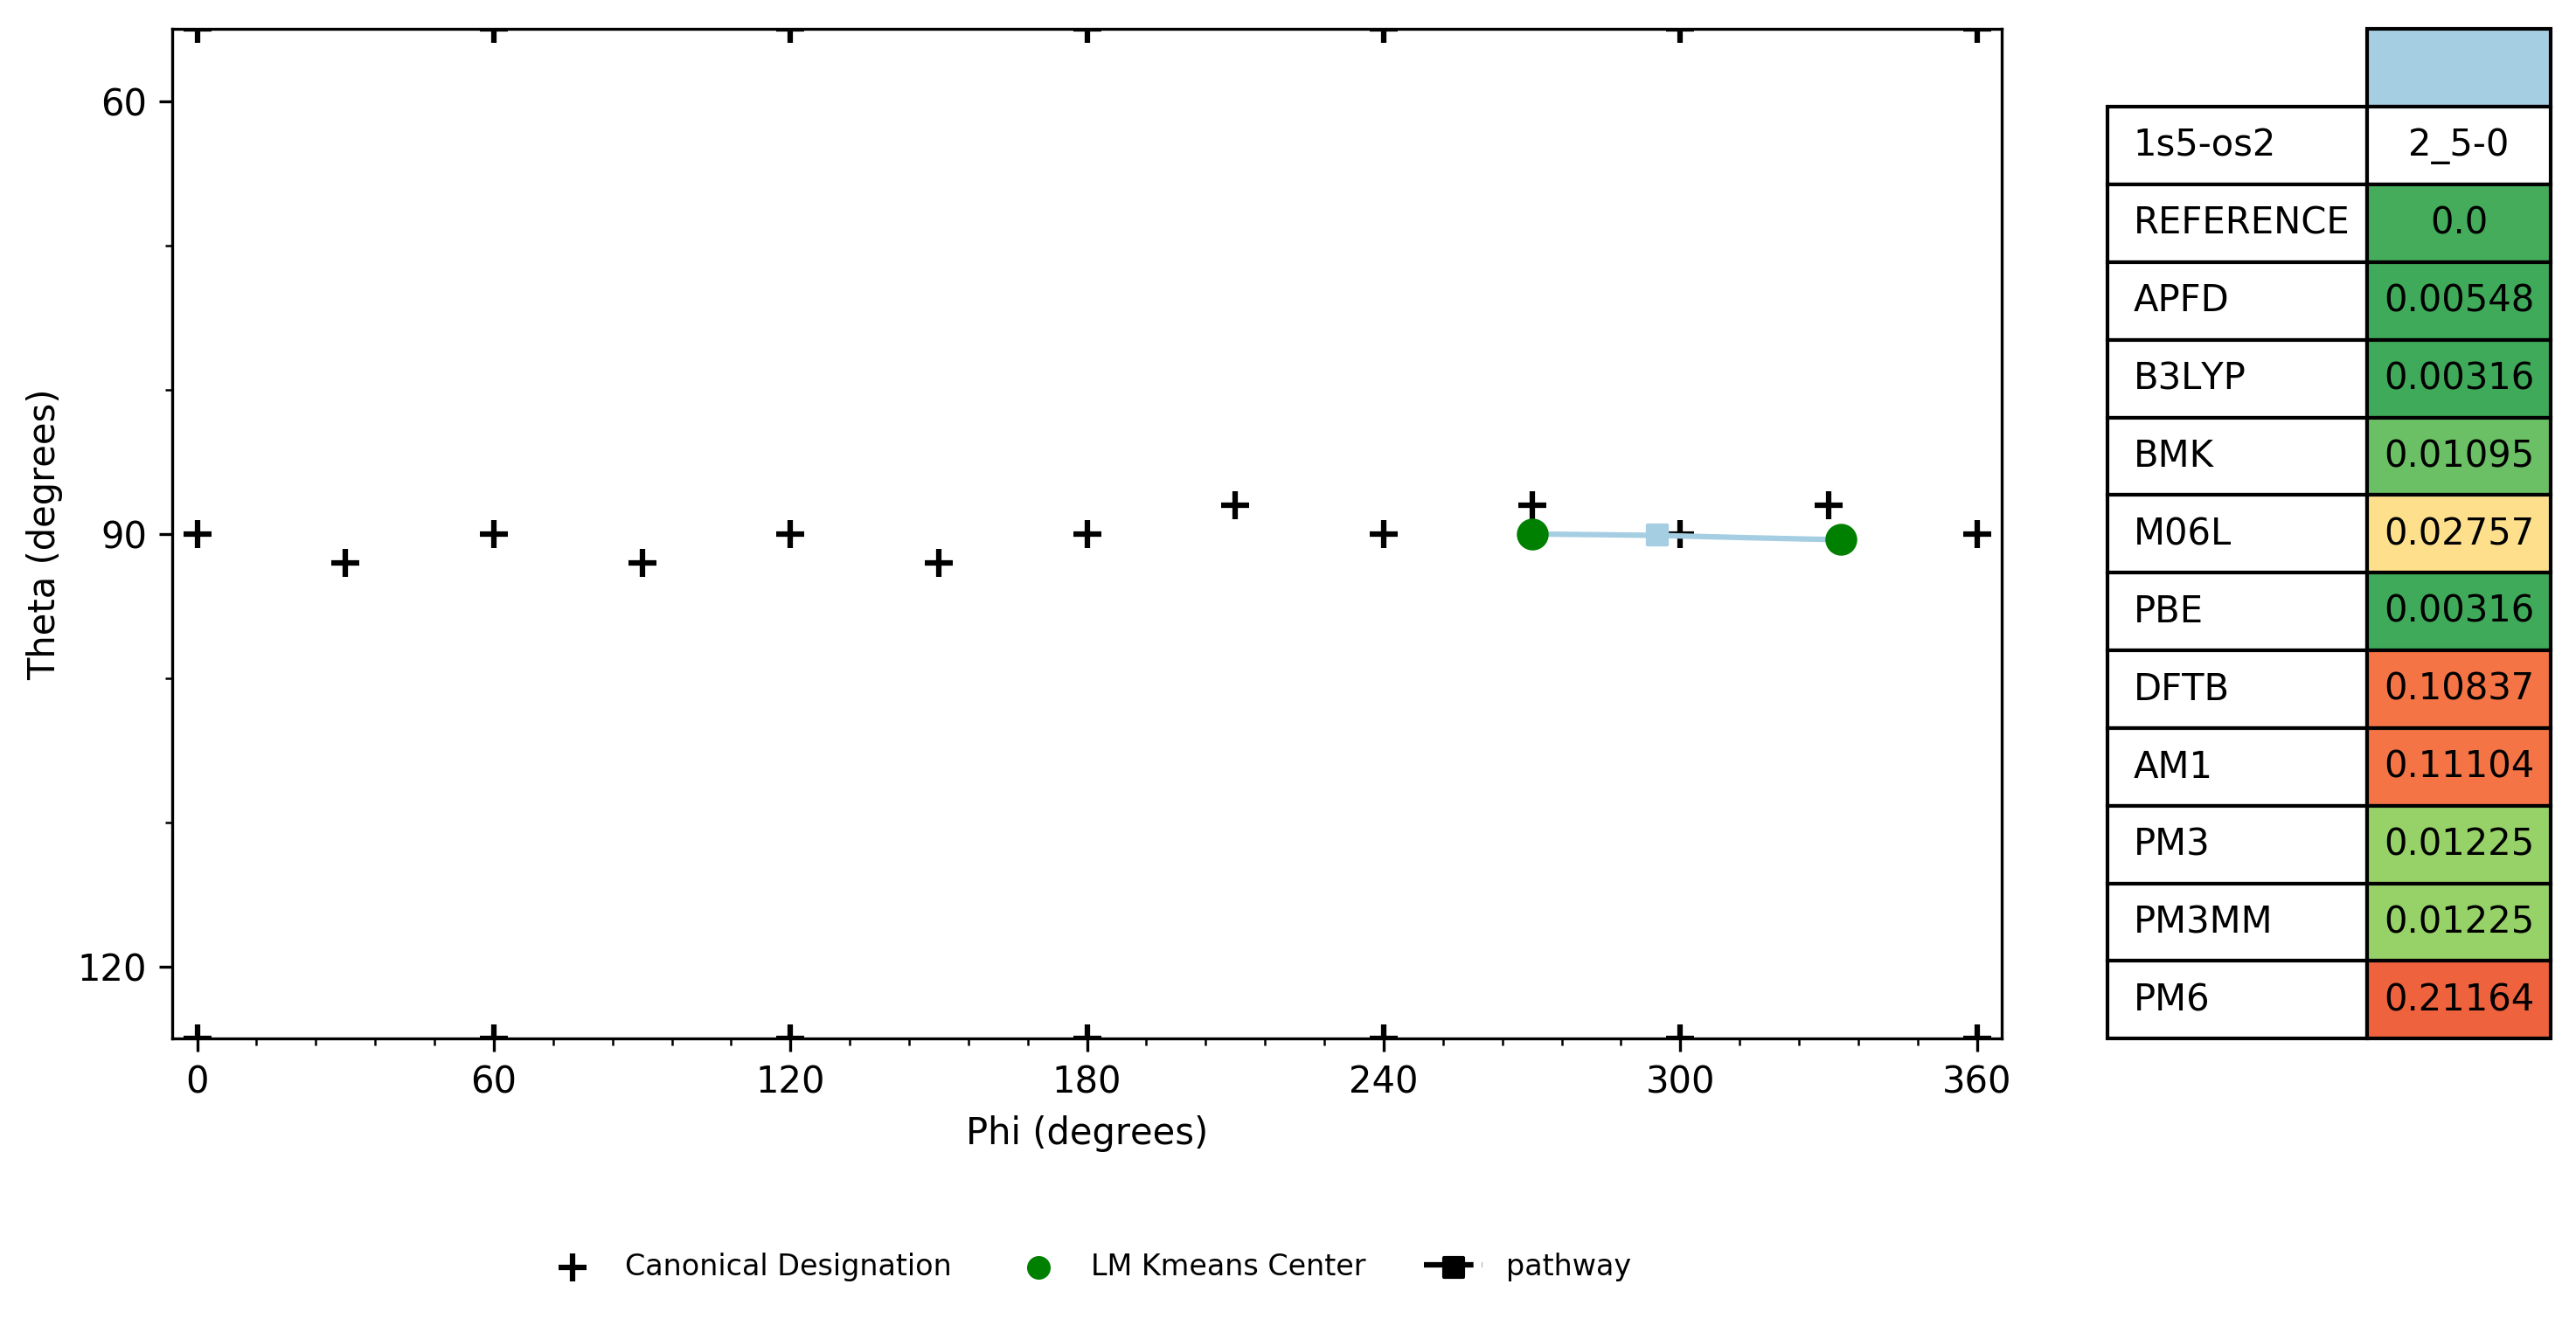 60
90
120
Theta (degrees)
0 60 120 180 240 300 360
Phi (degrees)
Canonical Designation LM Kmeans Center pathway
1s5-os2 2_5-0
REFERENCE 0.0
APFD 0.00548
B3LYP 0.00316
BMK 0.01095
M06L 0.02757
PBE 0.00316
DFTB 0.10837
AM1 0.11104
PM3 0.01225
PM3MM 0.01225
PM6 0.21164